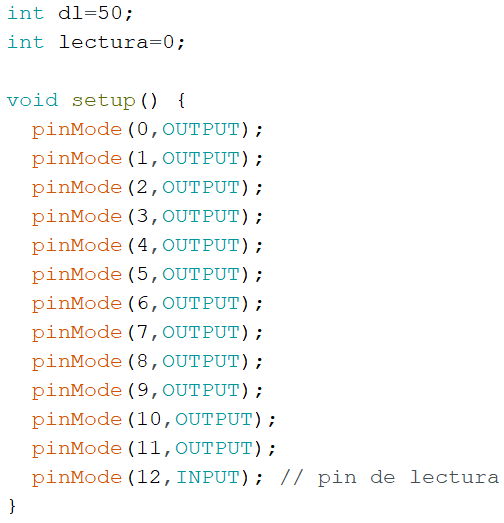 int dl=50;
int lectura=0;

void setup() {
  pinMode(0,OUTPUT);
  pinMode(1,OUTPUT);
  pinMode(2,OUTPUT);
  pinMode(3,OUTPUT);
  pinMode(4,OUTPUT);
  pinMode(5,OUTPUT);
  pinMode(6,OUTPUT);
  pinMode(7,OUTPUT);
  pinMode(8,OUTPUT);
  pinMode(9,OUTPUT);
  pinMode(10,OUTPUT);
  pinMode(11,OUTPUT);
  pinMode(12,INPUT); // pin de lectura
}